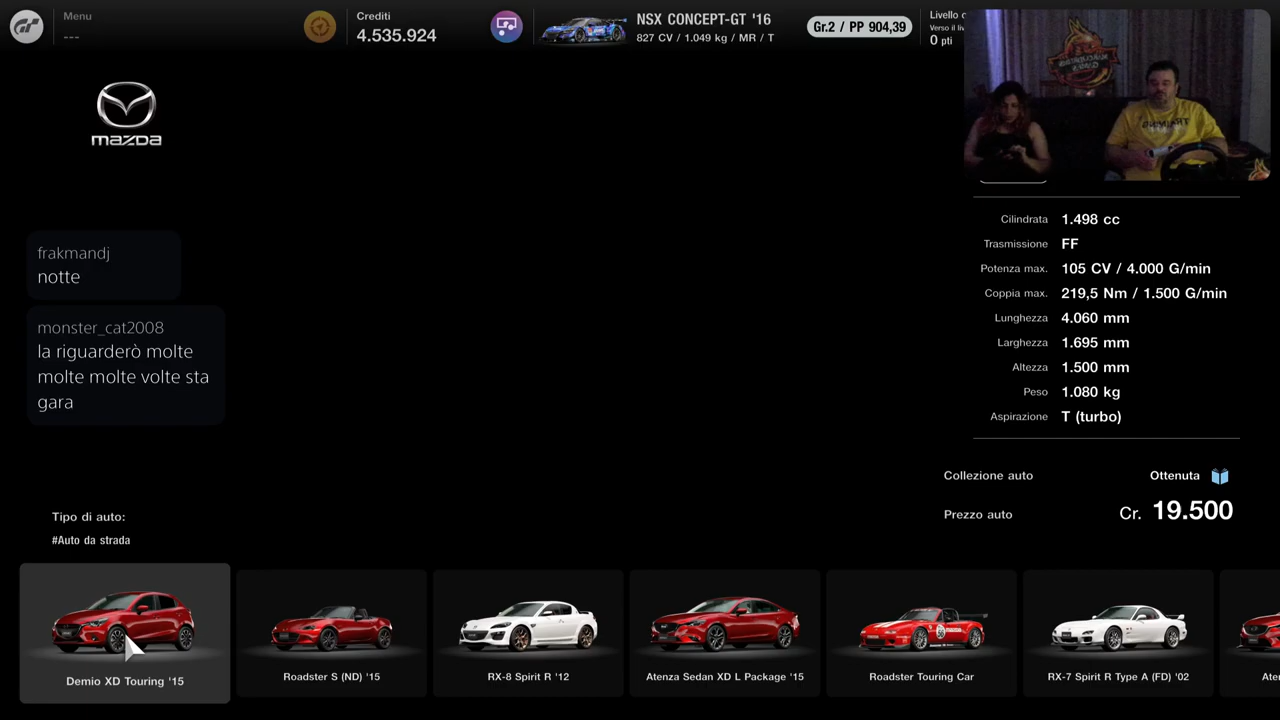 Menu
---
Crediti
4.535.924
NSX CONCEPT-GT '16
827 CV / 1.049 kg / MR / T
Gr.2 / PP 904,39
Livello
Verso il liv
0 pti
mazda
frakmandj
notte
monster_cat2008
la riguarderò molte
molte molte volte sta
gara
Cilindrata 1.498 cc
Trasmissione FF
Potenza max. 105 CV / 4.000 G/min
Coppia max. 219,5 Nm / 1.500 G/min
Lunghezza 4.060 mm
Larghezza 1.695 mm
Altezza 1.500 mm
Peso 1.080 kg
Aspirazione T (turbo)
Collezione auto Ottenuta
Prezzo auto Cr. 19.500
Tipo di auto:
#Auto da strada
Demio XD Touring '15
Roadster S (ND) '15
RX-8 Spirit R '12
Atenza Sedan XD L Package '15
Roadster Touring Car
RX-7 Spirit R Type A (FD) '02